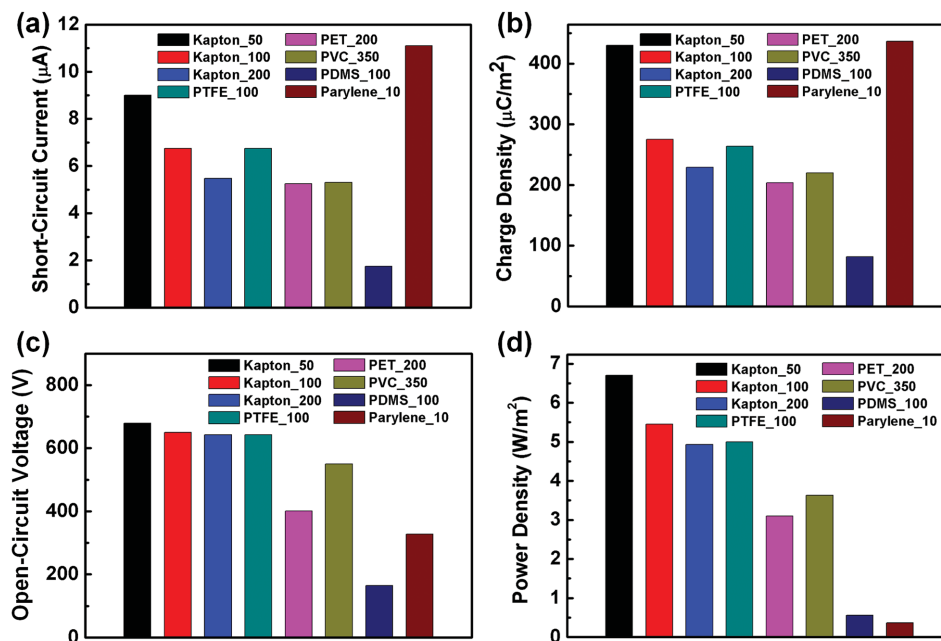 (a)
Short-Circuit Current (μA)
12
10
8
6
4
2
0
Kapton_50
Kapton_100
Kapton_200
PTFE_100
PET_200
PVC_350
PDMS_100
Parylene_10
(b)
Charge Density (μC/m²)
400
300
200
100
0
Kapton_50
Kapton_100
Kapton_200
PTFE_100
PET_200
PVC_350
PDMS_100
Parylene_10
(c)
Open-Circuit Voltage (V)
800
600
400
200
0
Kapton_50
Kapton_100
Kapton_200
PTFE_100
PET_200
PVC_350
PDMS_100
Parylene_10
(d)
Power Density (W/m²)
7
6
5
4
3
2
1
0
Kapton_50
Kapton_100
Kapton_200
PTFE_100
PET_200
PVC_350
PDMS_100
Parylene_10